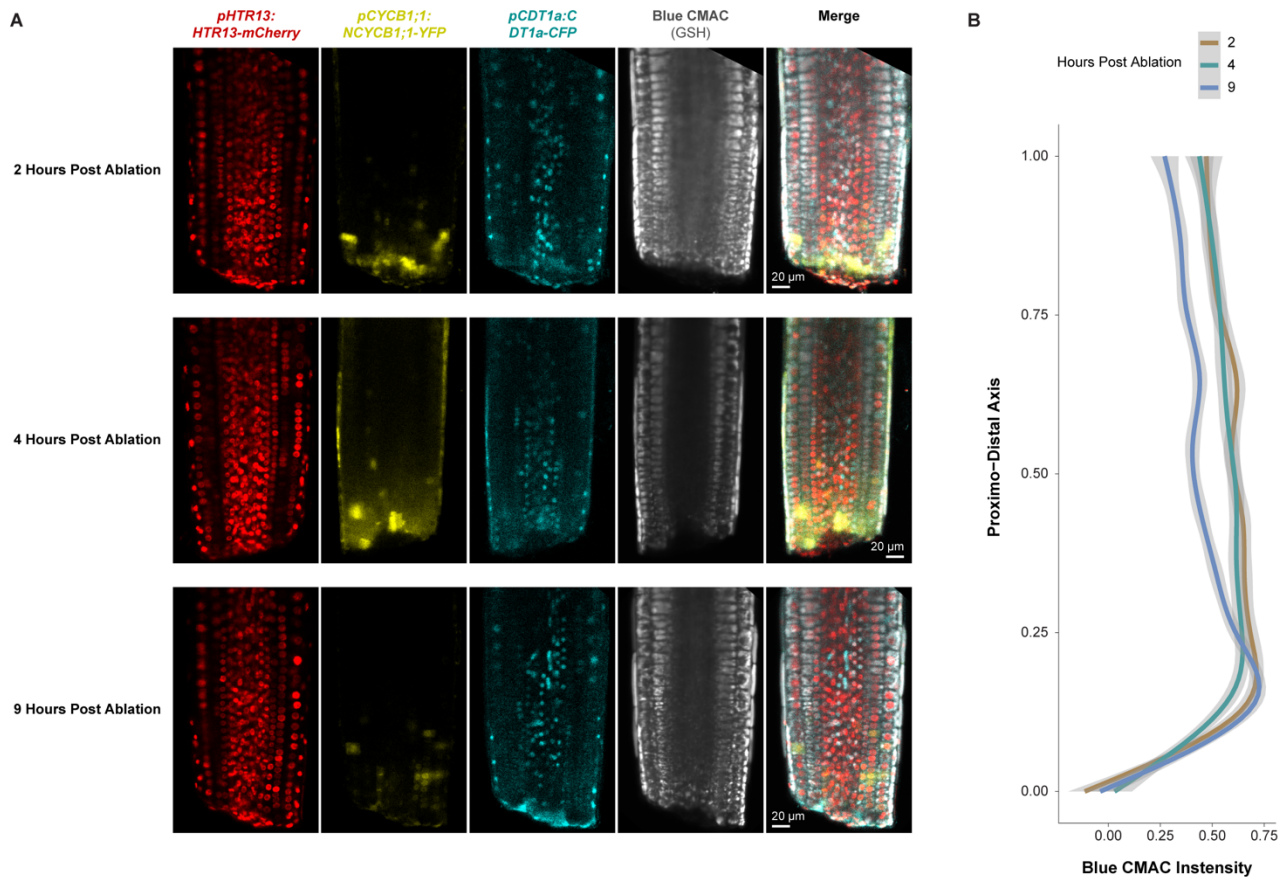 A
pHTR13:
HTR13-mCherry
pCYCB1;1:
NCYCB1;1-YFP
pCDT1a:C
DT1a-CFP
Blue CMAC
(GSH)
Merge
2 Hours Post Ablation
20 µm
4 Hours Post Ablation
20 µm
9 Hours Post Ablation
20 µm
B
Hours Post Ablation
2
4
9
Proximo-Distal Axis
1.00
0.75
0.50
0.25
0.00
0.00 0.25 0.50 0.75
Blue CMAC Instensity